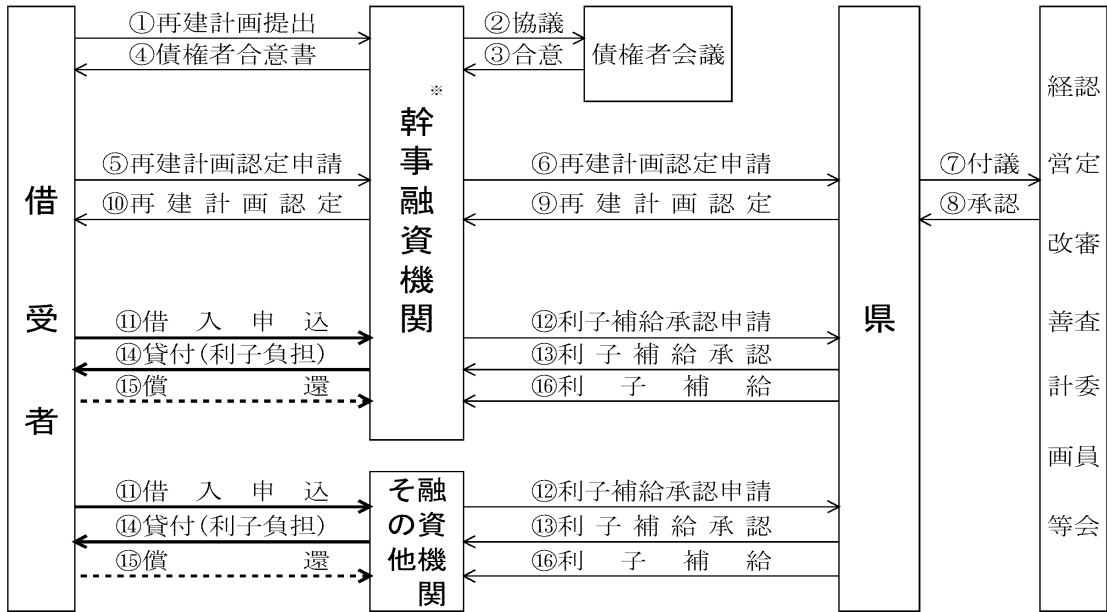 ①再建計画提出
②協議
④債権者合意書
③合意
債権者会議
※
幹事融資機関
借受者
県
経営改善計画等
認定審査委員会
⑤再建計画認定申請
⑥再建計画認定申請
⑦付議
⑩再建計画認定
⑨再建計画認定
⑧承認
⑪借入申込
⑫利子補給承認申請
⑭貸付(利子負担)
⑬利子補給承認
⑮償還
⑯利子補給
その他
融資機関
⑪借入申込
⑫利子補給承認申請
⑭貸付(利子負担)
⑬利子補給承認
⑮償還
⑯利子補給